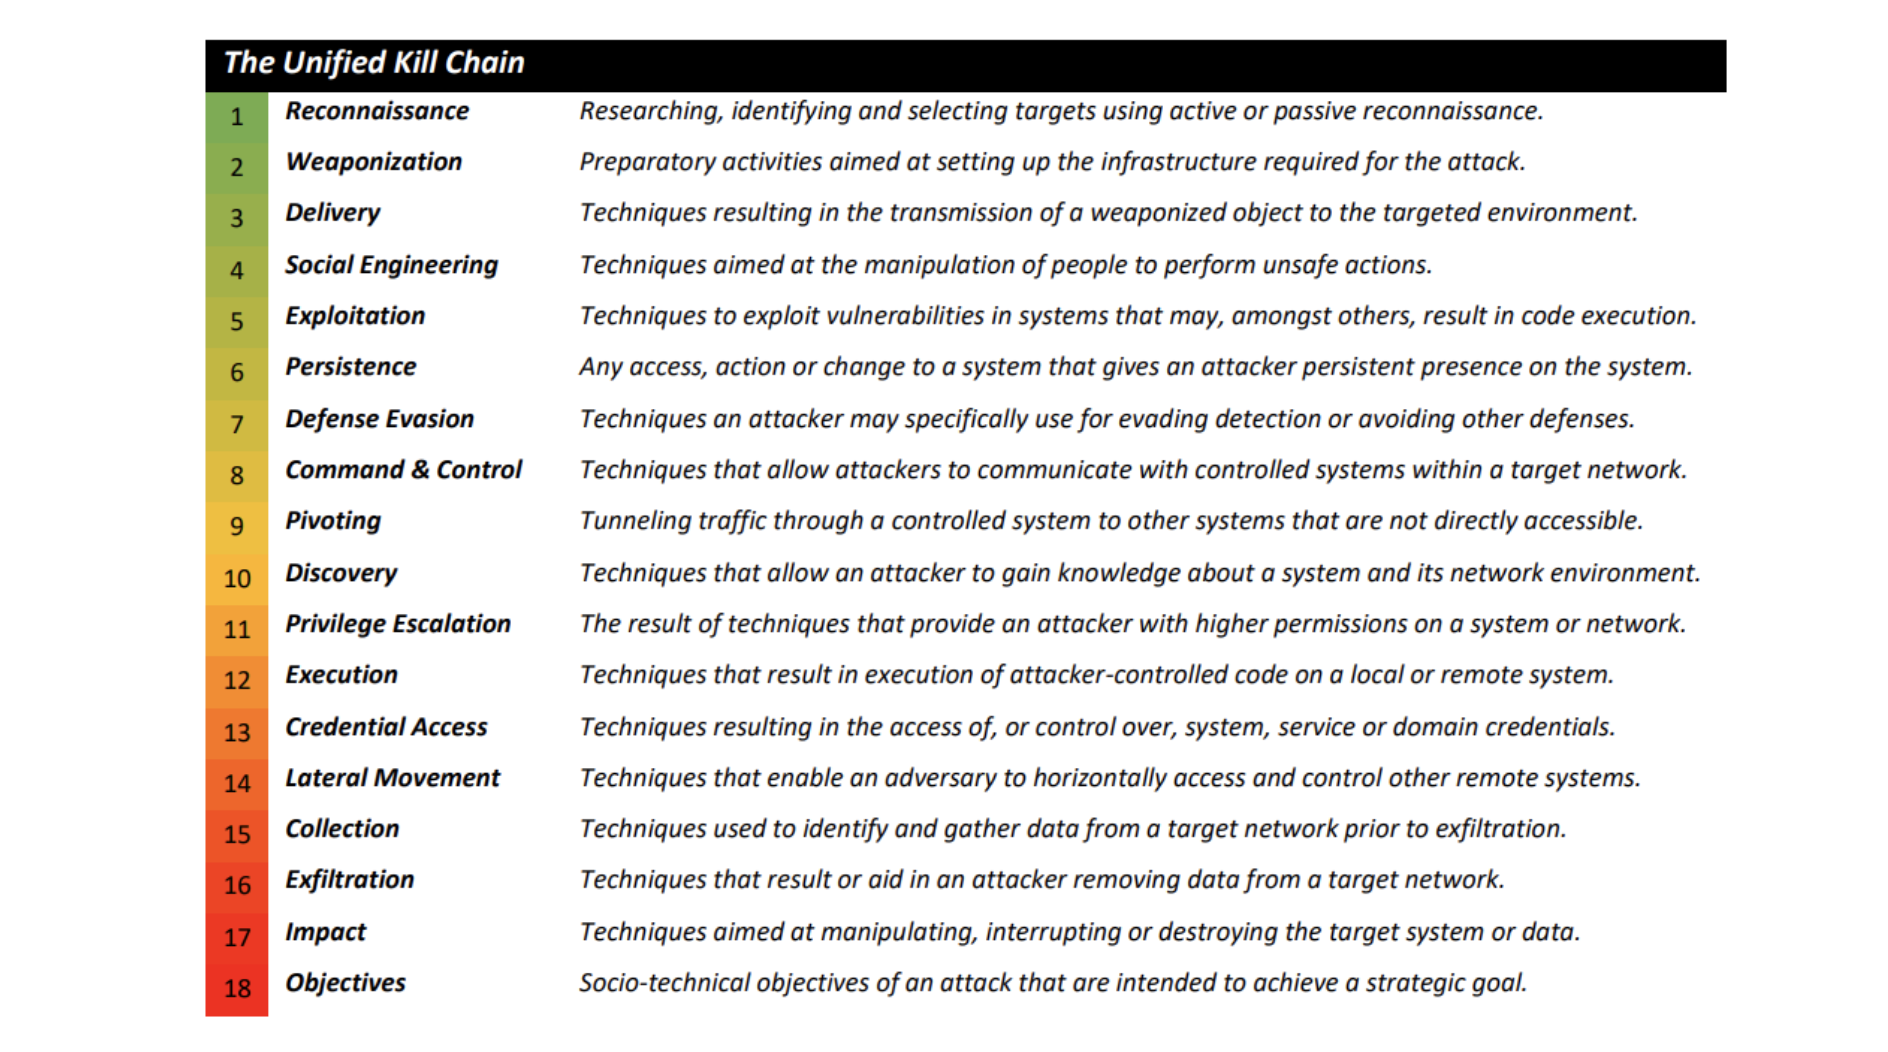 The Unified Kill Chain
1 Reconnaissance Researching, identifying and selecting targets using active or passive reconnaissance.
2 Weaponization Preparatory activities aimed at setting up the infrastructure required for the attack.
3 Delivery Techniques resulting in the transmission of a weaponized object to the targeted environment.
4 Social Engineering Techniques aimed at the manipulation of people to perform unsafe actions.
5 Exploitation Techniques to exploit vulnerabilities in systems that may, amongst others, result in code execution.
6 Persistence Any access, action or change to a system that gives an attacker persistent presence on the system.
7 Defense Evasion Techniques an attacker may specifically use for evading detection or avoiding other defenses.
8 Command & Control Techniques that allow attackers to communicate with controlled systems within a target network.
9 Pivoting Tunneling traffic through a controlled system to other systems that are not directly accessible.
10 Discovery Techniques that allow an attacker to gain knowledge about a system and its network environment.
11 Privilege Escalation The result of techniques that provide an attacker with higher permissions on a system or network.
12 Execution Techniques that result in execution of attacker-controlled code on a local or remote system.
13 Credential Access Techniques resulting in the access of, or control over, system, service or domain credentials.
14 Lateral Movement Techniques that enable an adversary to horizontally access and control other remote systems.
15 Collection Techniques used to identify and gather data from a target network prior to exfiltration.
16 Exfiltration Techniques that result or aid in an attacker removing data from a target network.
17 Impact Techniques aimed at manipulating, interrupting or destroying the target system or data.
18 Objectives Socio-technical objectives of an attack that are intended to achieve a strategic goal.